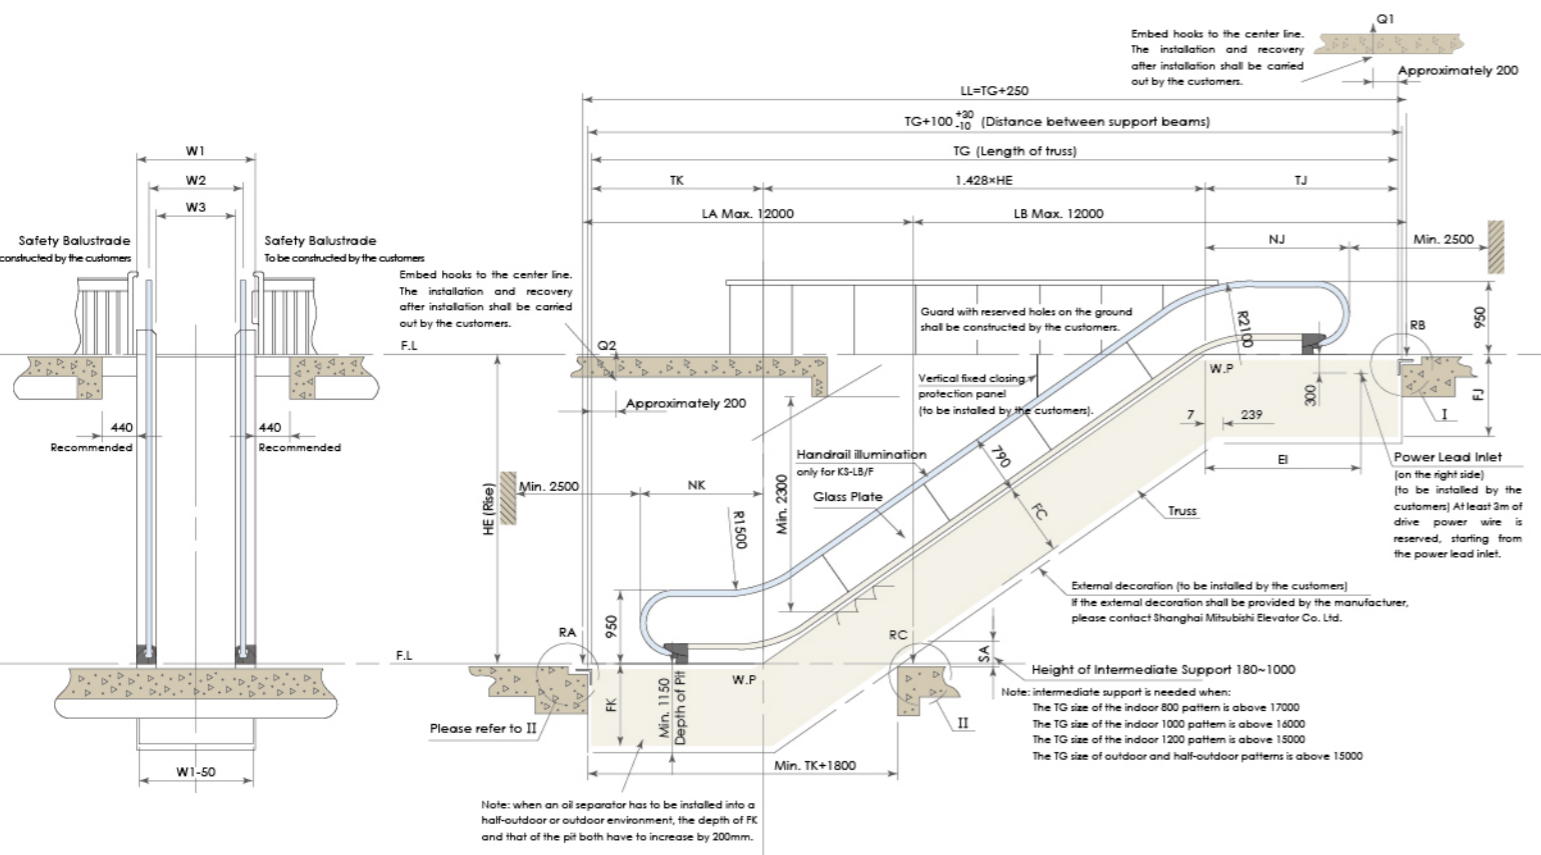 Q1
Embed hooks to the center line.
The installation and recovery
after installation shall be carried
out by the customers.
Approximately 200
LL=TG+250
TG+100 +30 -10 (Distance between support beams)
TG (Length of truss)
TK
1.428×HE
TJ
LA Max. 12000
LB Max. 12000
NJ
Min. 2500
W1
W2
W3
Safety Balustrade
constructed by the customers
Safety Balustrade
To be constructed by the customers
Embed hooks to the center line.
The installation and recovery
after installation shall be carried
out by the customers.
F.L
Q2
Approximately 200
Guard with reserved holes on the ground
shall be constructed by the customers.
R2100
950
RB
Vertical fixed closing
protection panel
(to be installed by the customers).
W.P
300
FJ
I
7
239
EI
440
Recommended
440
Recommended
Power Lead Inlet
(on the right side)
(to be installed by the
customers) At least 3m of
drive power wire is
reserved, starting from
the power lead inlet.
Handrail illumination
only for KS-LB/F
Glass Plate
790
FC
Truss
HE (Rise)
Min. 2500
NK
R1500
Min. 2300
External decoration (to be installed by the customers)
If the external decoration shall be provided by the manufacturer,
please contact Shanghai Mitsubishi Elevator Co. Ltd.
950
RA
RC
SA
F.L
W.P
Height of Intermediate Support 180~1000
Note: intermediate support is needed when:
The TG size of the indoor 800 pattern is above 17000
The TG size of the indoor 1000 pattern is above 16000
The TG size of the indoor 1200 pattern is above 15000
The TG size of outdoor and half-outdoor patterns is above 15000
FK
Min. 1150
Depth of Pit
Please refer to II
II
Min. TK+1800
W1-50
Note: when an oil separator has to be installed into a
half-outdoor or outdoor environment, the depth of FK
and that of the pit both have to increase by 200mm.